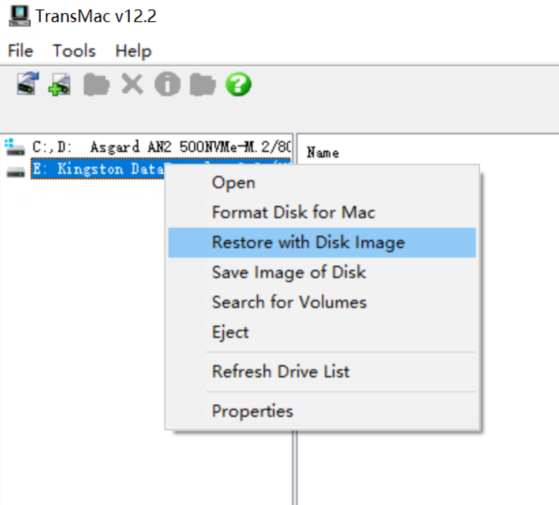 TransMac v12.2
File Tools Help
C:,D: Asgard AN2 500NVMe-M.2/80
Name
E: Kingston Data
Open
Format Disk for Mac
Restore with Disk Image
Save Image of Disk
Search for Volumes
Eject
Refresh Drive List
Properties